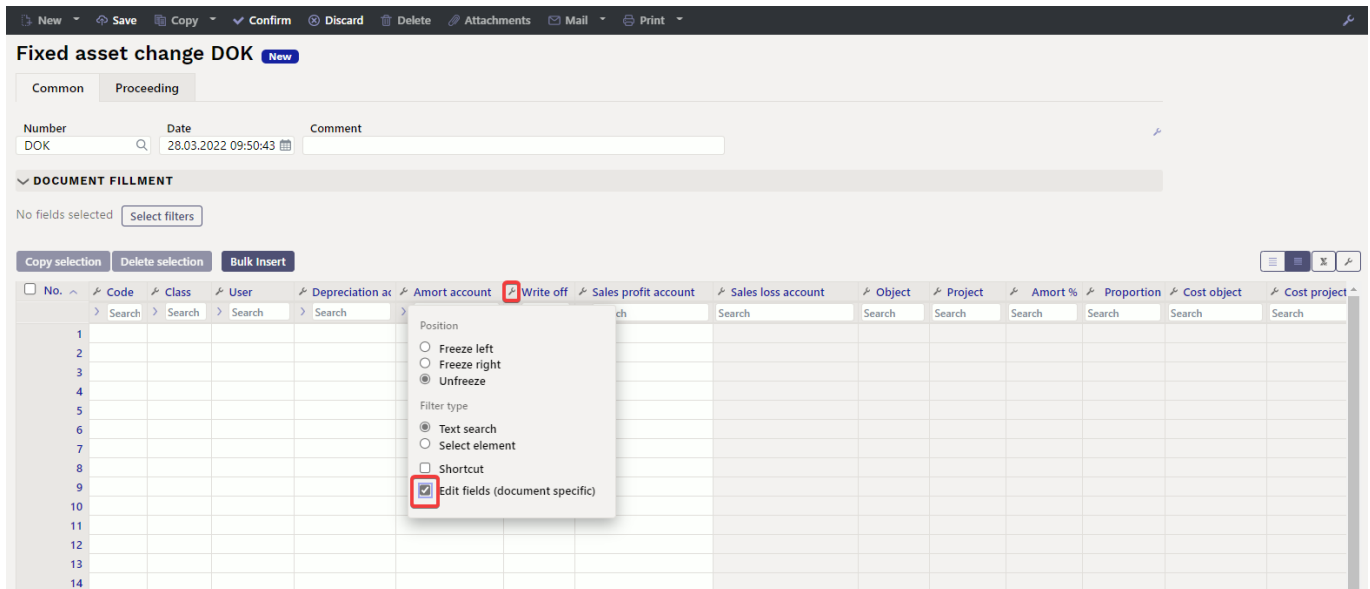 New Save Copy Confirm Discard Delete Attachments Mail Print
Fixed asset change DOK New
Common Proceeding
Number Date Comment
DOK 28.03.2022 09:50:43
DOCUMENT FILLMENT
No fields selected Select filters
Copy selection Delete selection Bulk Insert
No. Code Class User Depreciation ac Amort account Write off Sales profit account Sales loss account Object Project Amort % Proportion Cost object Cost project
Search Search Search Search ch Search Search Search Search Search Search Search
Position
Freeze left
Freeze right
Unfreeze
Filter type
Text search
Select element
Shortcut
Edit fields (document specific)
1
2
3
4
5
6
7
8
9
10
11
12
13
14